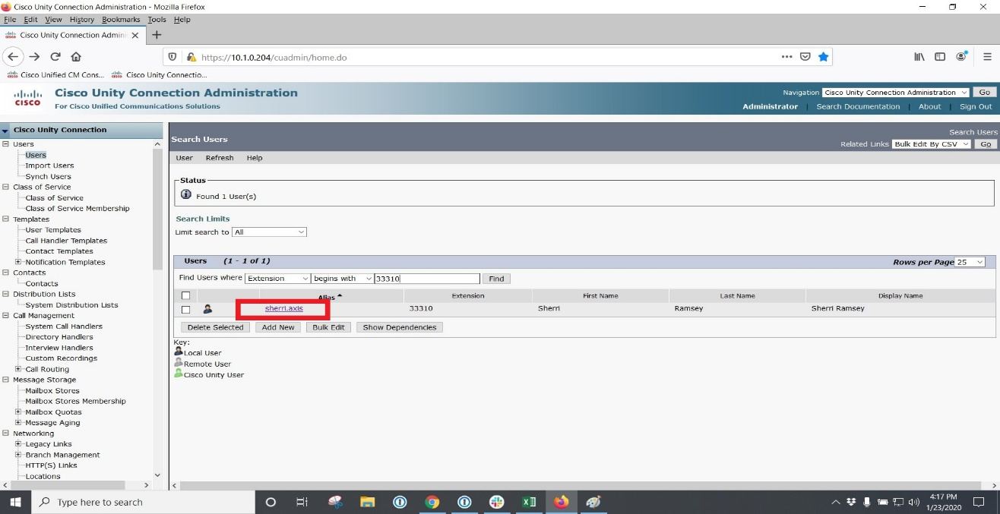 Cisco Unity Connection Administration - Mozilla Firefox
File Edit View History Bookmarks Tools Help
Cisco Unity Connection Admini
https://10.1.0.204/cuadmin/home.do
Cisco Unified CM Cons... Cisco Unity Connectio...
CISCO
Cisco Unity Connection Administration
For Cisco Unified Communications Solutions
Navigation Cisco Unity Connection Administration Go
Administrator | Search Documentation | About | Sign Out
Cisco Unity Connection
Users
Users
Import Users
Synch Users
Class of Service
Class of Service
Class of Service Membership
Templates
User Templates
Call Handler Templates
Contact Templates
Notification Templates
Contacts
Contacts
Distribution Lists
System Distribution Lists
Call Management
System Call Handlers
Directory Handlers
Interview Handlers
Custom Recordings
Call Routing
Message Storage
Mailbox Stores
Mailbox Stores Membership
Mailbox Quotas
Message Aging
Networking
Legacy Links
Branch Management
HTTP(S) Links
Locations
Search Users
Search Users
Related Links Bulk Edit By CSV Go
User Refresh Help
Status
Found 1 User(s)
Search Limits
Limit search to All
Users (1 - 1 of 1)
Rows per Page 25
Find Users where Extension begins with 33310 Find
Alias Extension First Name Last Name Display Name
sherri.axis 33310 Sherri Ramsey Sherri Ramsey
Delete Selected Add New Bulk Edit Show Dependencies
Key:
Local User
Remote User
Cisco Unity User
Type here to search
4:17 PM
1/23/2020